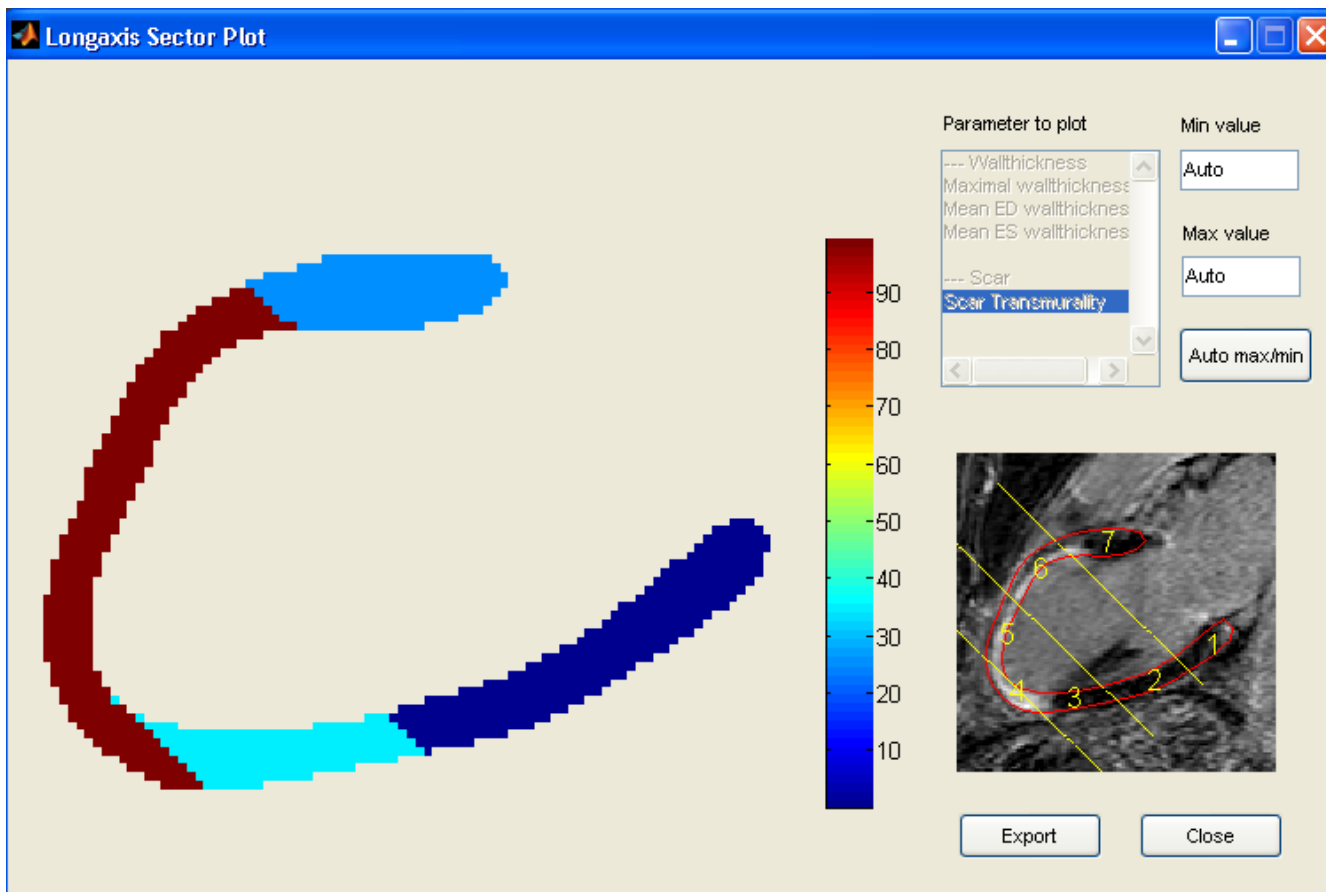 Longaxis Sector Plot
Parameter to plot
--- Wallthickness
Maximal wallthickness
Mean ED wallthicknes
Mean ES wallthicknes
--- Scar
Scar Transmurality
Min value
Auto
Max value
Auto
Auto max/min
90
80
70
60
50
40
30
20
10
7
6
5
4
3
2
1
Export
Close